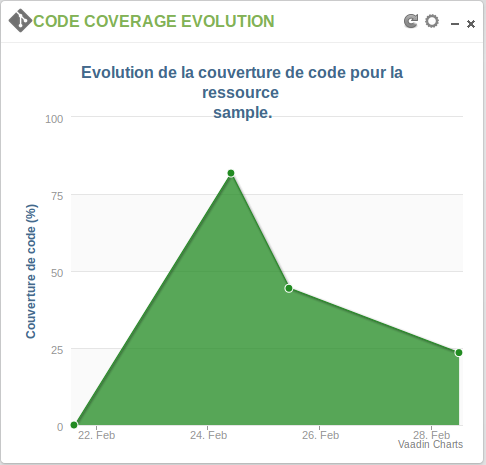 CODE COVERAGE EVOLUTION
Evolution de la couverture de code pour la
ressource
sample.
Couverture de code (%)
100
75
50
25
0
22. Feb
24. Feb
26. Feb
28. Feb
Vaadin Charts